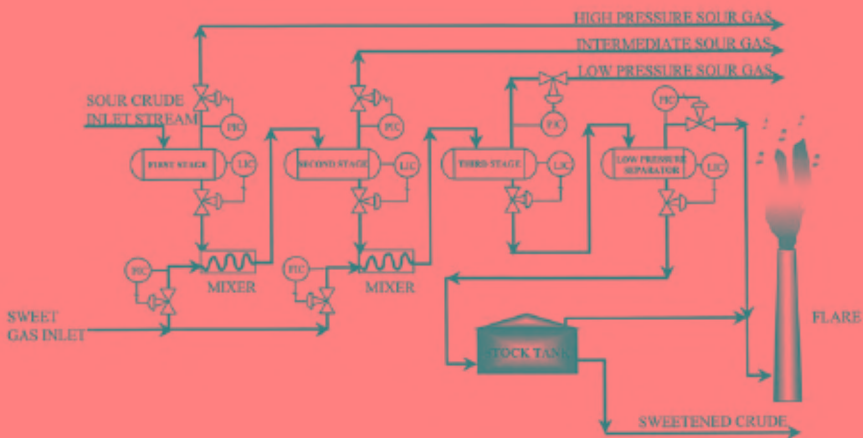 HIGH PRESSURE SOUR GAS
INTERMEDIATE SOUR GAS
LOW PRESSURE SOUR GAS
SOUR CRUDE
INLET STREAM
PIC
PIC
PIC
PIC
FIRST STAGE
LIC
SECOND STAGE
LIC
THIRD STAGE
LIC
LOW PRESSURE
SEPARATOR
LIC
FIC
FIC
MIXER
MIXER
SWEET
GAS INLET
FLARE
STOCK TANK
SWEETENED CRUDE